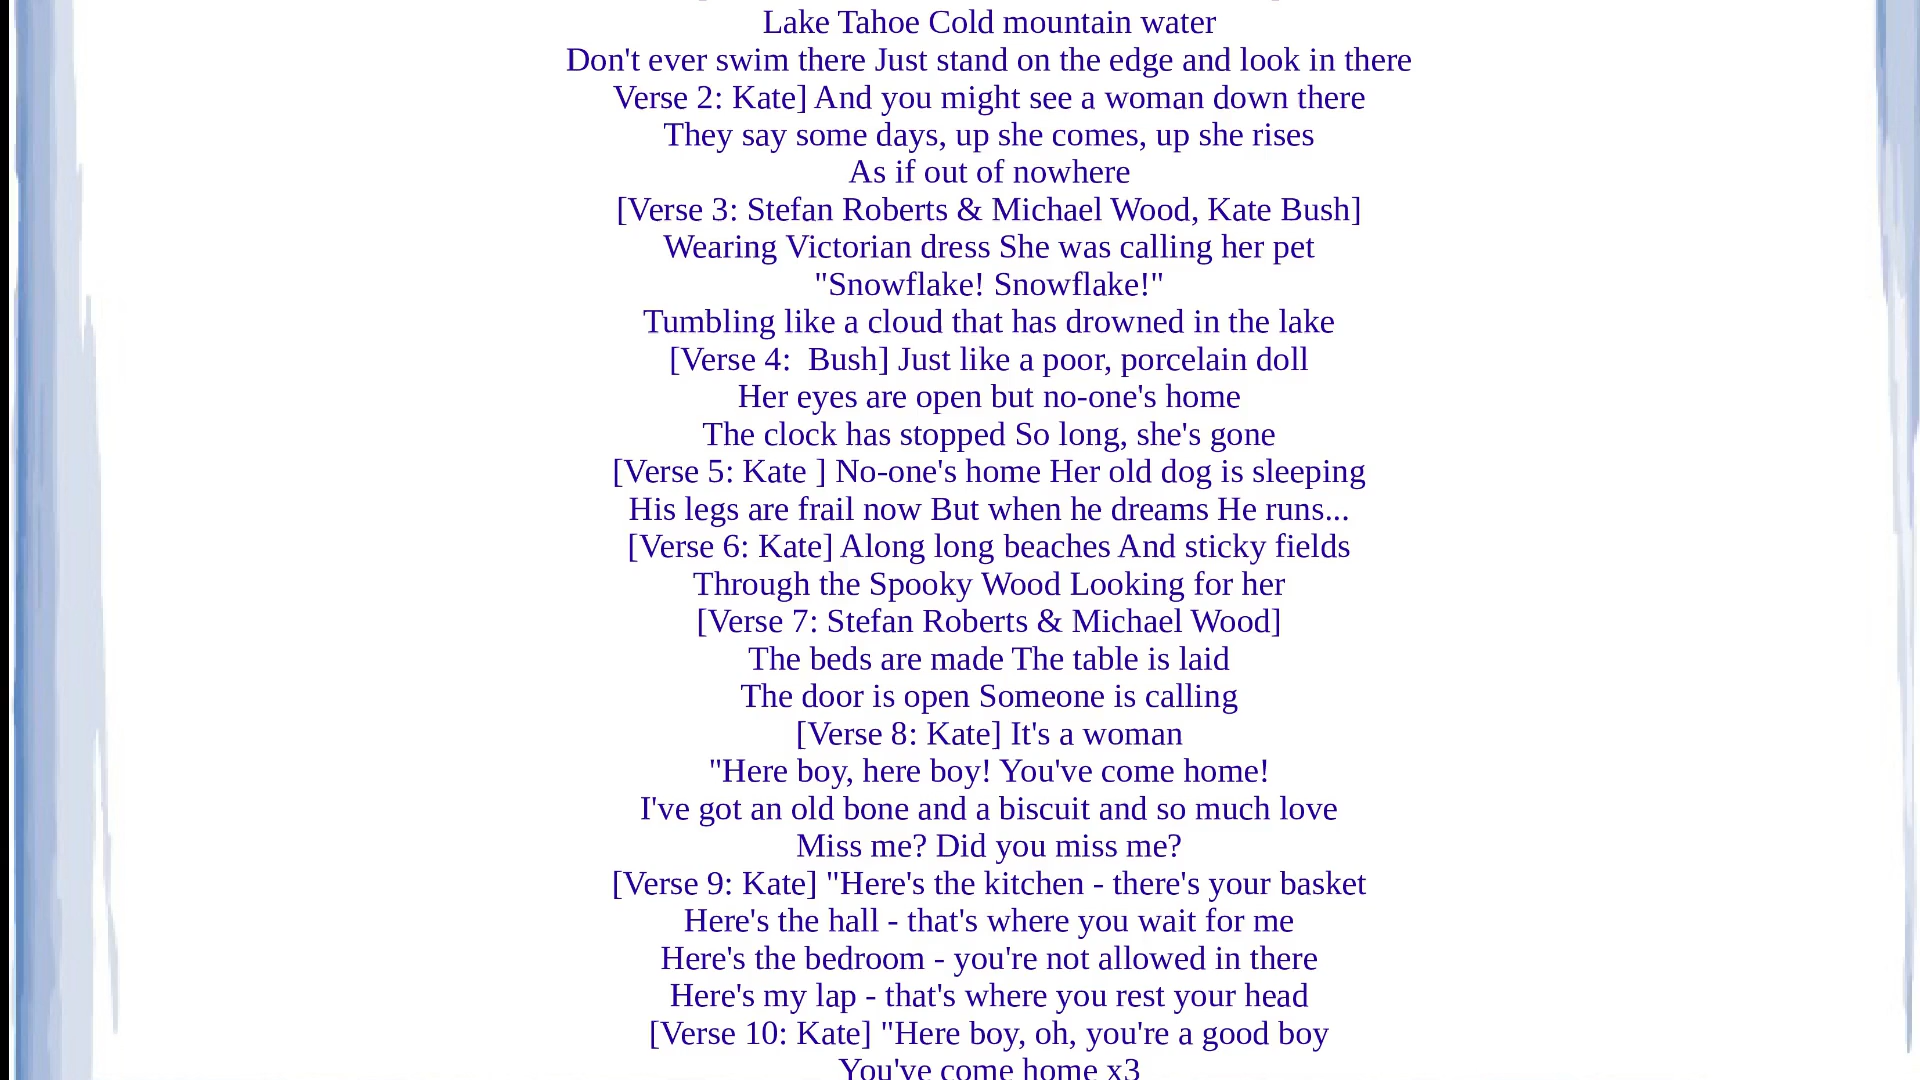 Lake Tahoe Cold mountain water
Don't ever swim there Just stand on the edge and look in there
Verse 2: Kate] And you might see a woman down there
They say some days, up she comes, up she rises
As if out of nowhere
[Verse 3: Stefan Roberts & Michael Wood, Kate Bush]
Wearing Victorian dress She was calling her pet
"Snowflake! Snowflake!"
Tumbling like a cloud that has drowned in the lake
[Verse 4:  Bush] Just like a poor, porcelain doll
Her eyes are open but no-one's home
The clock has stopped So long, she's gone
[Verse 5: Kate ] No-one's home Her old dog is sleeping
His legs are frail now But when he dreams He runs...
[Verse 6: Kate] Along long beaches And sticky fields
Through the Spooky Wood Looking for her
[Verse 7: Stefan Roberts & Michael Wood]
The beds are made The table is laid
The door is open Someone is calling
[Verse 8: Kate] It's a woman
"Here boy, here boy! You've come home!
I've got an old bone and a biscuit and so much love
Miss me? Did you miss me?
[Verse 9: Kate] "Here's the kitchen - there's your basket
Here's the hall - that's where you wait for me
Here's the bedroom - you're not allowed in there
Here's my lap - that's where you rest your head
[Verse 10: Kate] "Here boy, oh, you're a good boy
You've come home x3